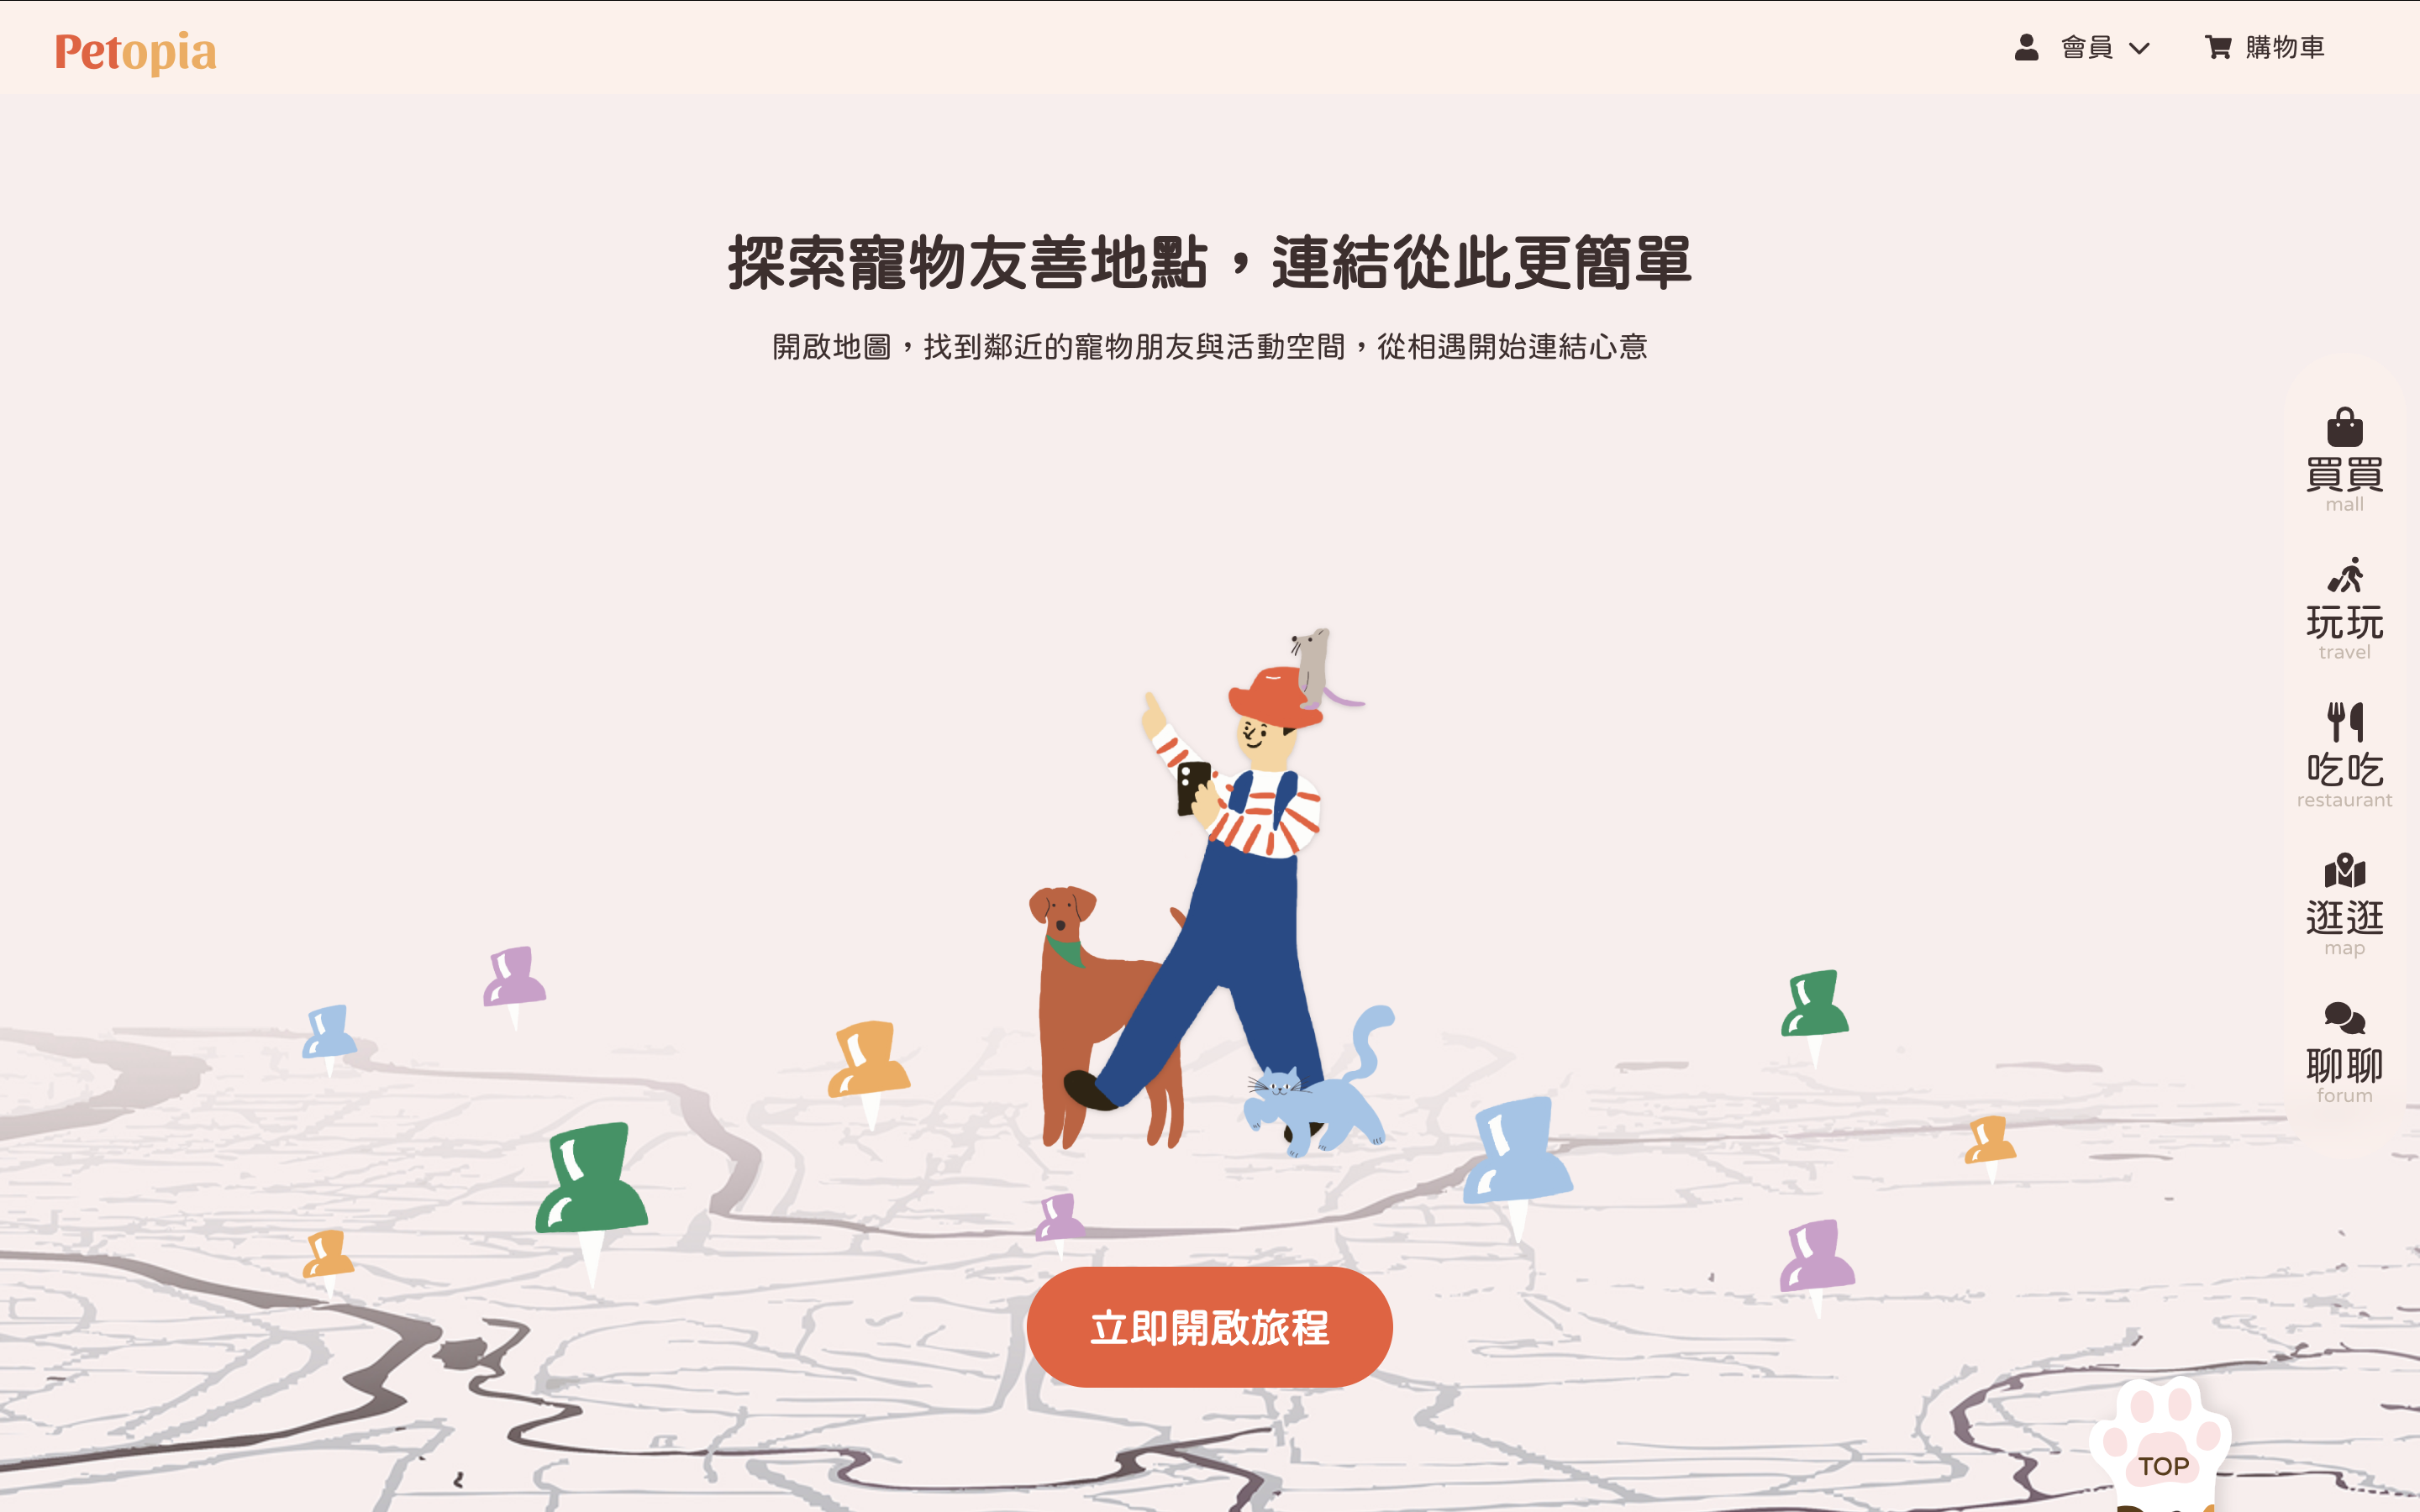 Petopia
會員
購物車
探索寵物友善地點，連結從此更簡單
開啟地圖，找到鄰近的寵物朋友與活動空間，從相遇開始連結心意
買買
mall
玩玩
travel
吃吃
restaurant
逛逛
map
聊聊
forum
立即開啟旅程
TOP